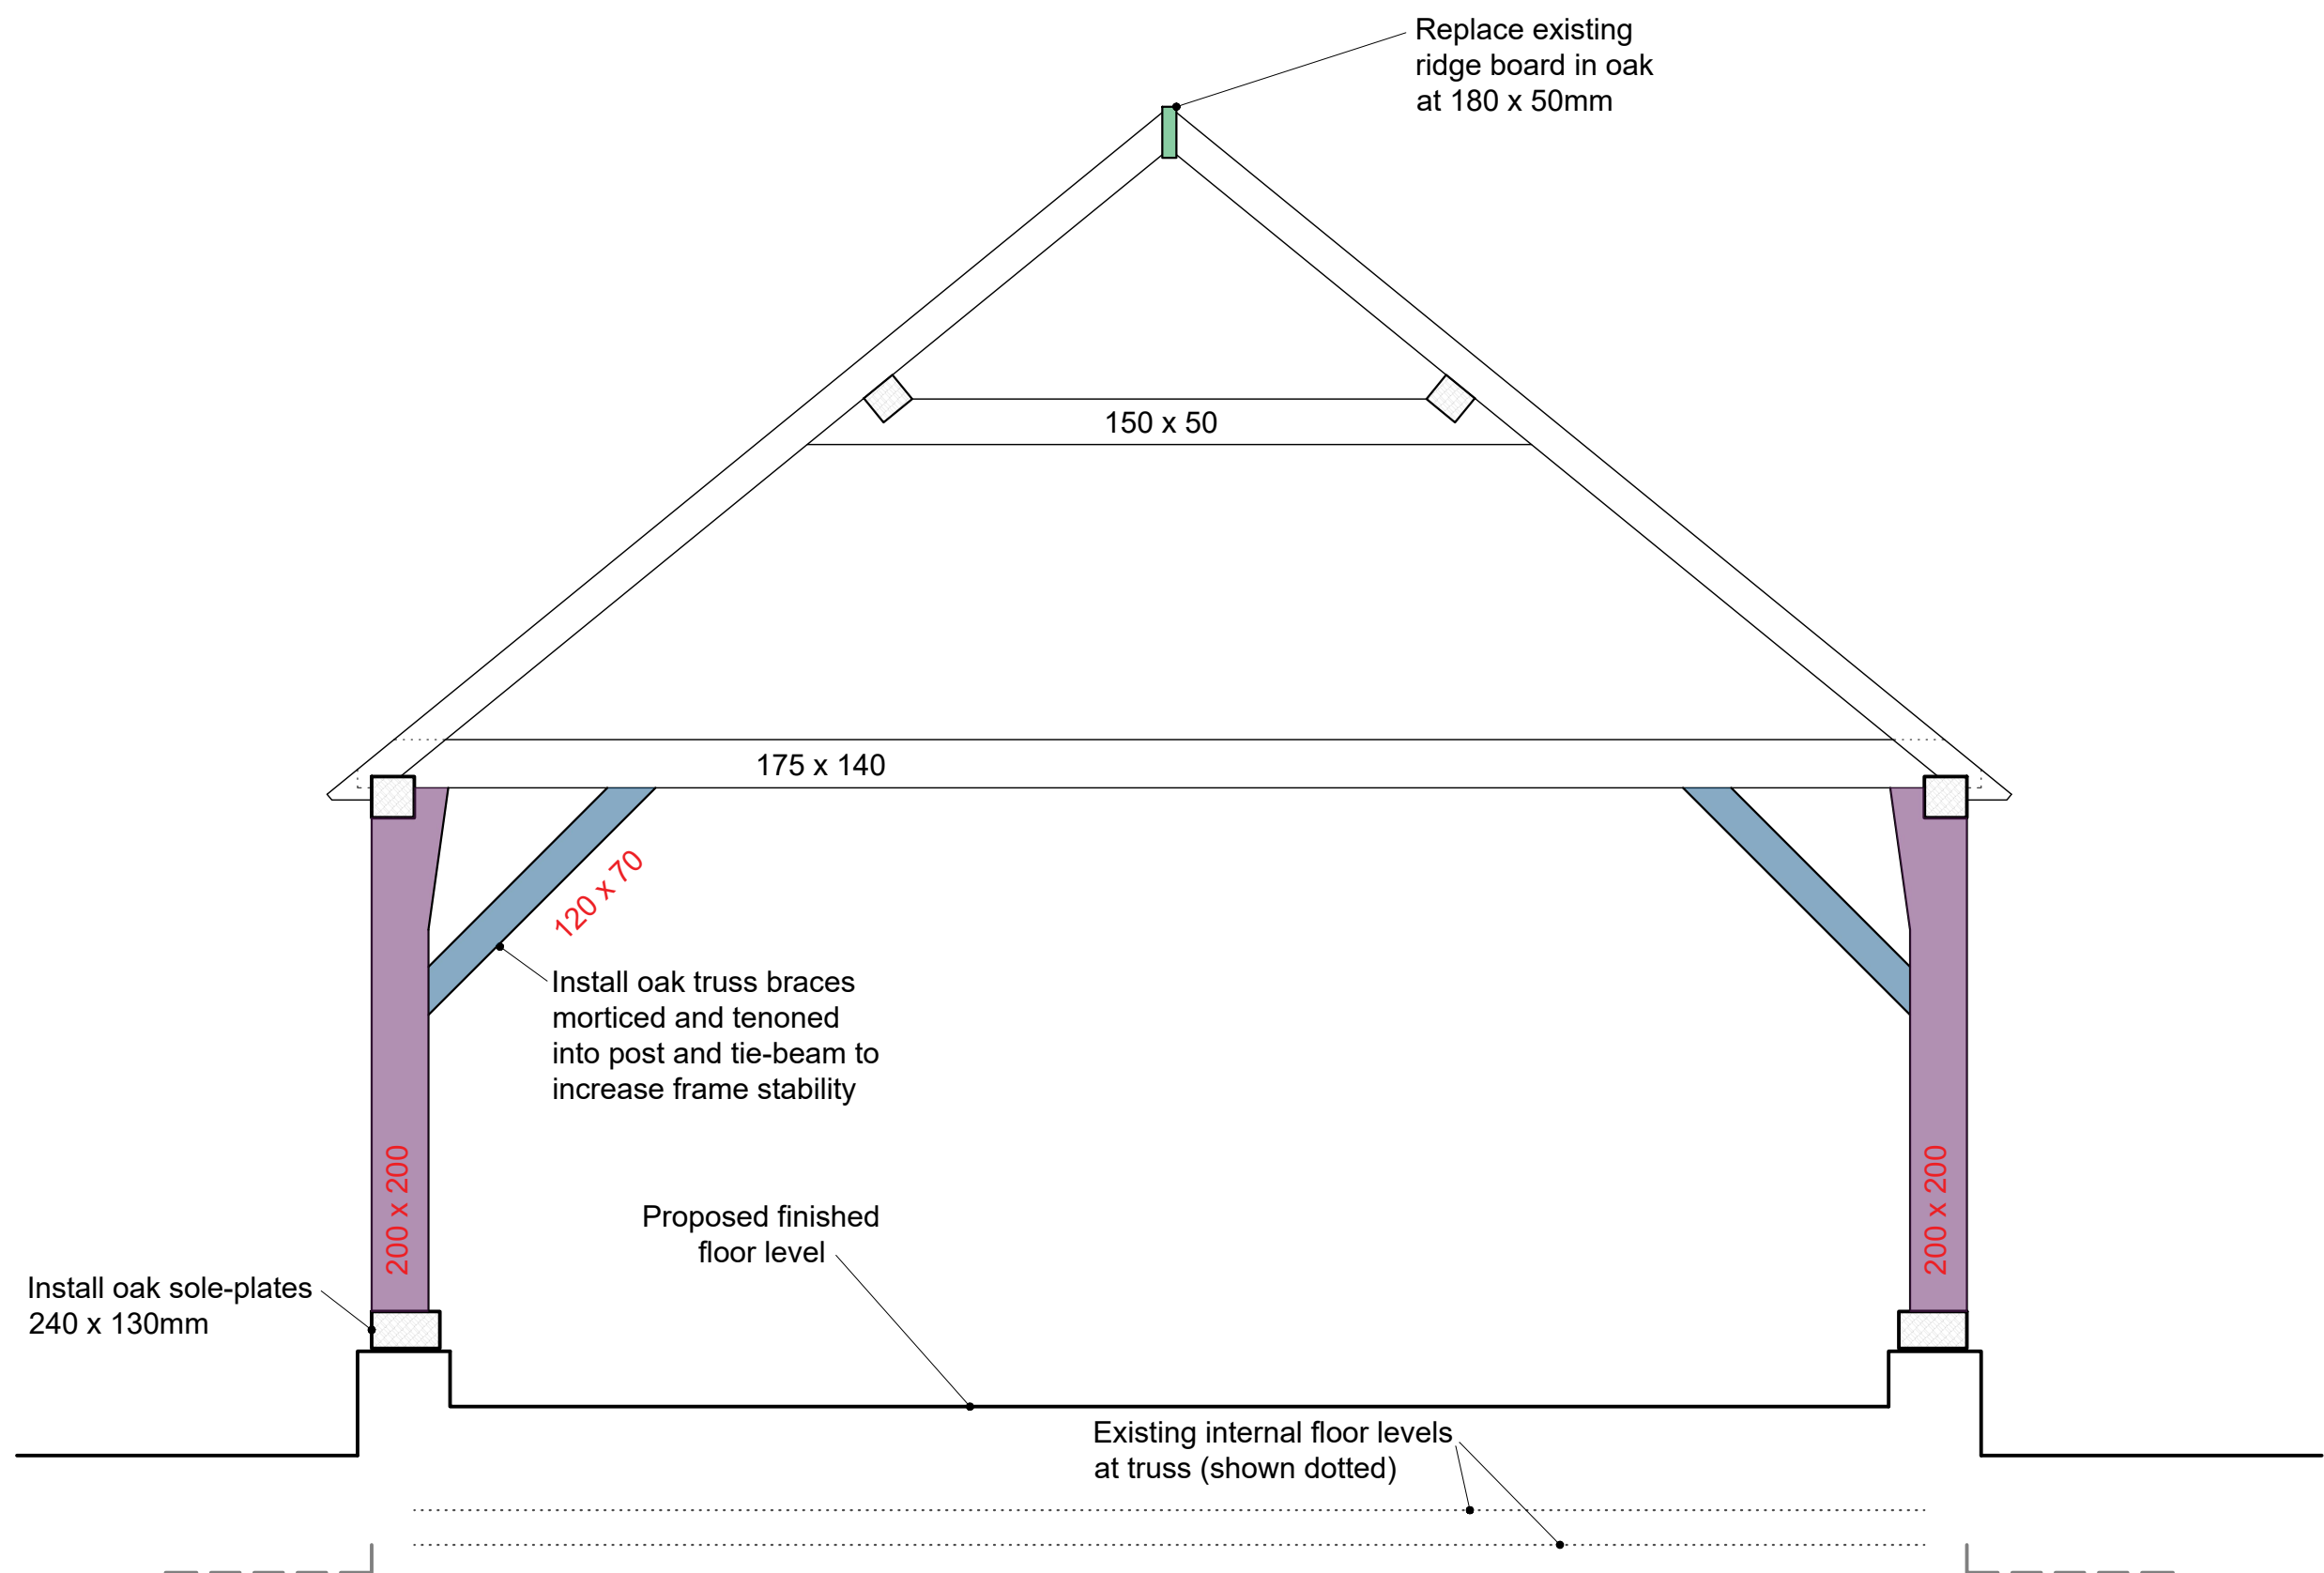 Replace existing
ridge board in oak
at 180 x 50mm
150 x 50
175 x 140
120 x 70
Install oak truss braces
morticed and tenoned
into post and tie-beam to
increase frame stability
200 x 200
200 x 200
Proposed finished
floor level
Install oak sole-plates
240 x 130mm
Existing internal floor levels
at truss (shown dotted)